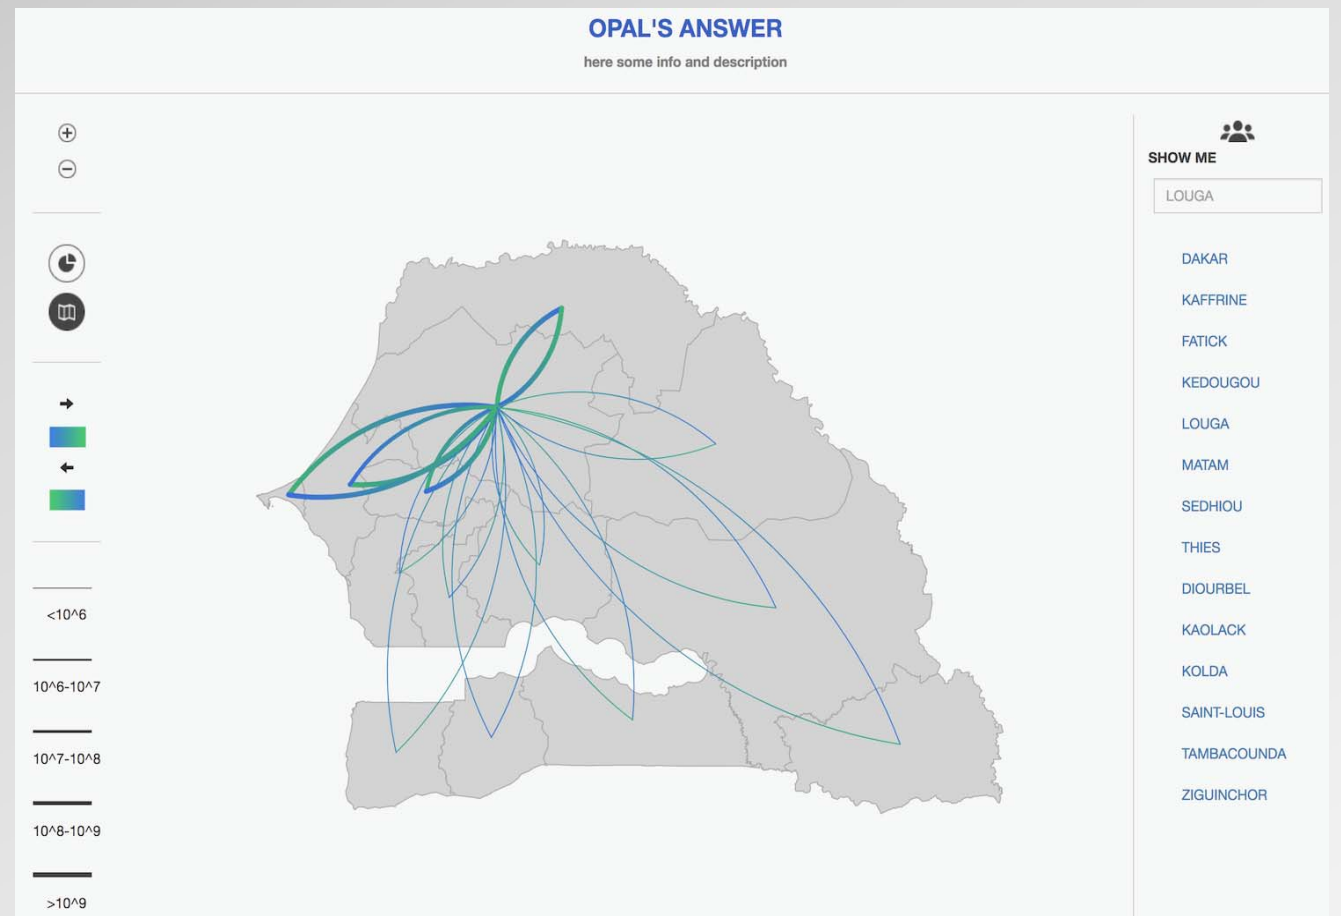 OPAL'S ANSWER
here some info and description
<10^6
10^6-10^7
10^7-10^8
10^8-10^9
>10^9
SHOW ME
LOUGA
DAKAR
KAFFRINE
FATICK
KEDOUGOU
LOUGA
MATAM
SEDHIOU
THIES
DIOURBEL
KAOLACK
KOLDA
SAINT-LOUIS
TAMBACOUNDA
ZIGUINCHOR